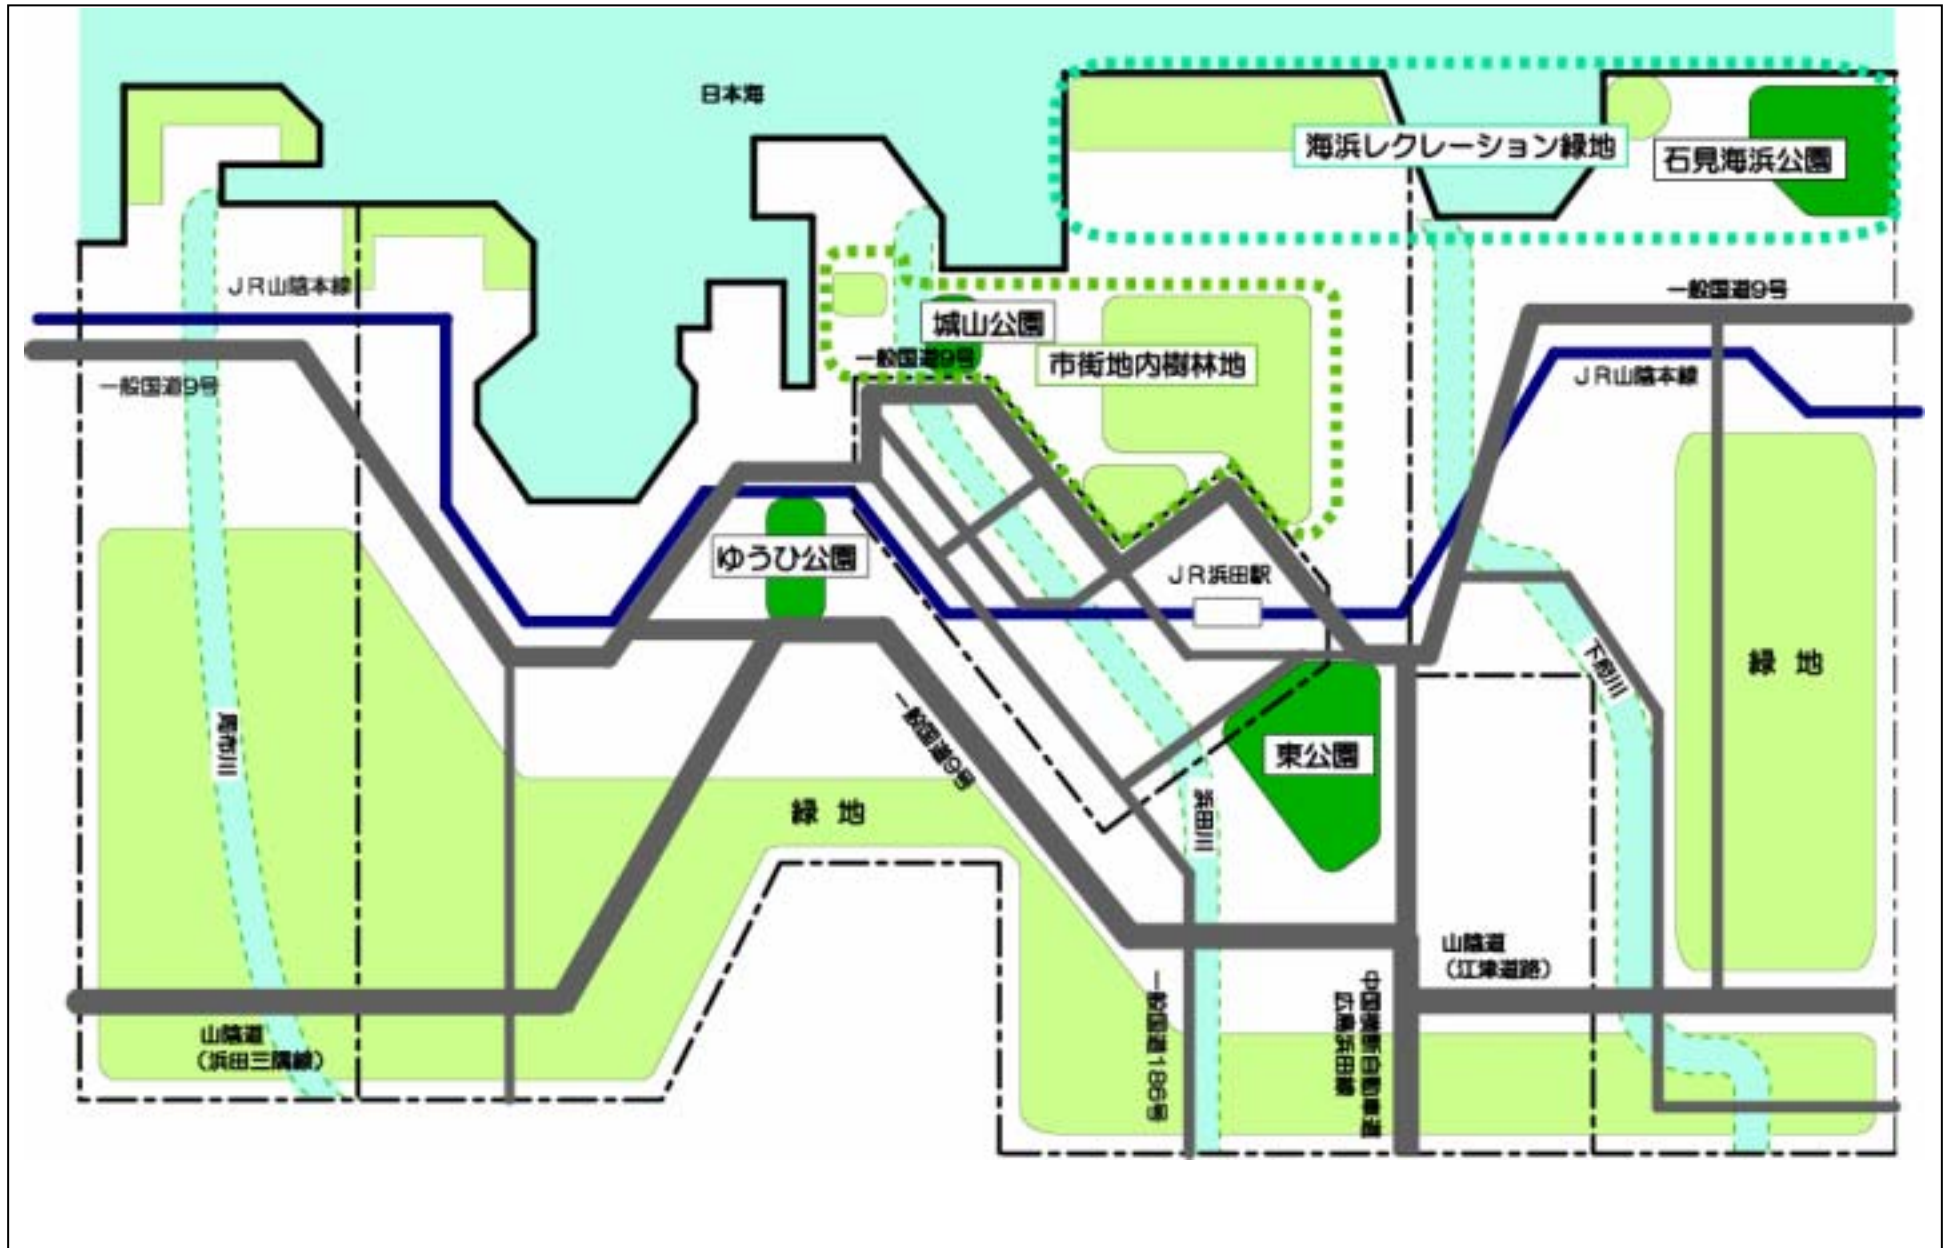 日本海
海浜レクレーション緑地
石見海浜公園
JR山陰本線
一般国道9号
城山公園
一般国道9号
市街地内樹林地
一般国道9号
JR山陰本線
ゆうひ公園
JR浜田駅
下府川
緑 地
周布川
一般国道9号
東公園
緑 地
浜田川
山陰道
(江津道路)
山陰道
(浜田三隅線)
一般国道186号
中国横断自動車道
広島浜田線